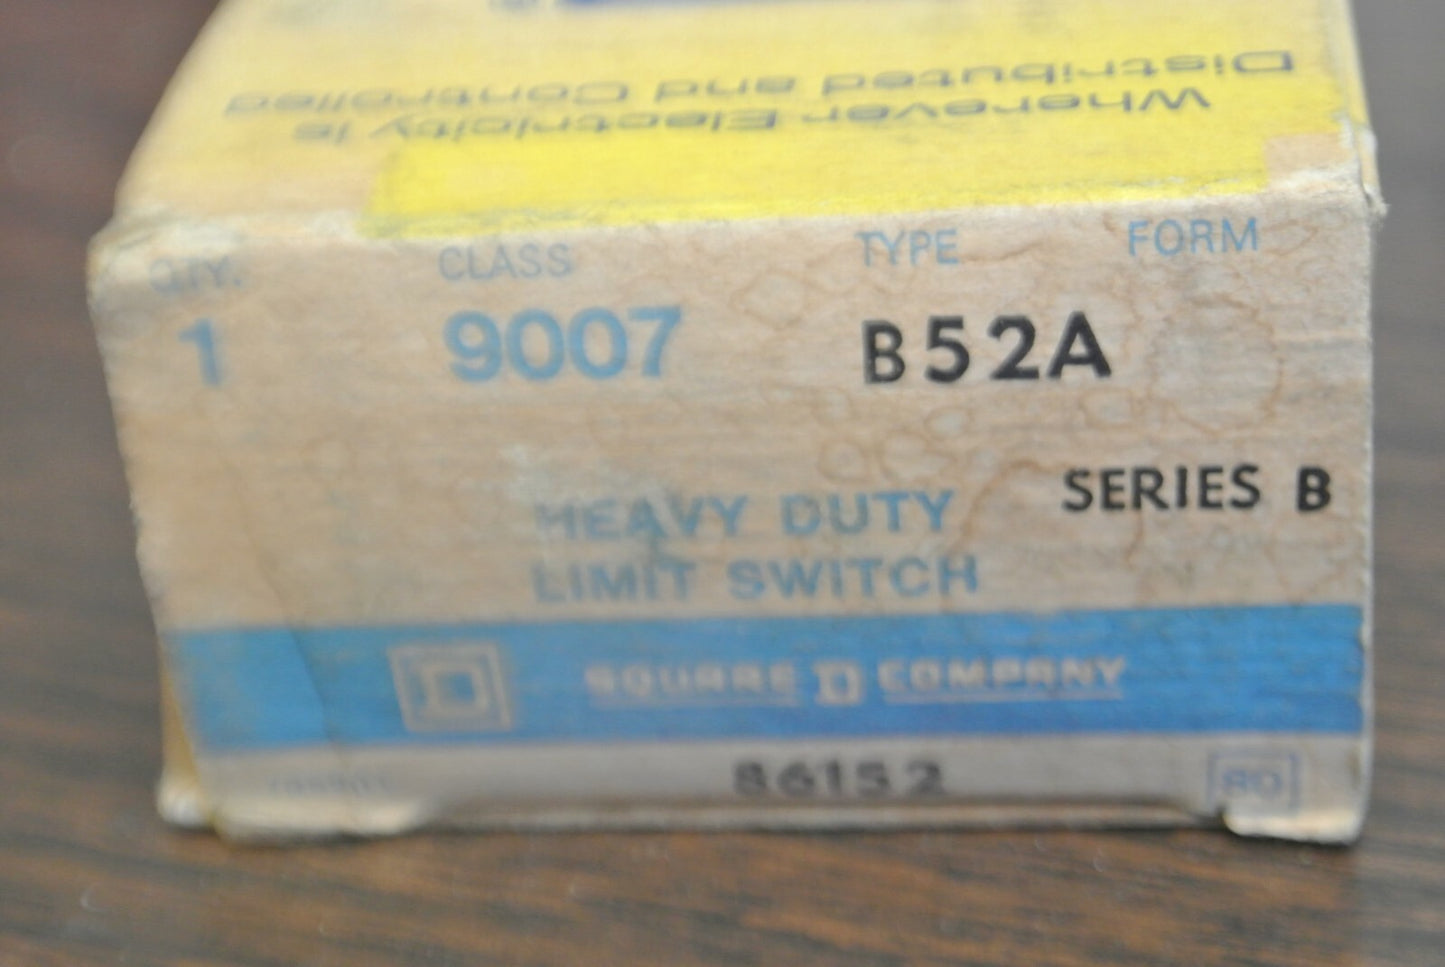 Wherever Electricity is
Distributed and Controlled
QTY. CLASS TYPE FORM
1 9007 B52A
SERIES B
HEAVY DUTY
LIMIT SWITCH
D SQUARE D COMPANY
86152
80